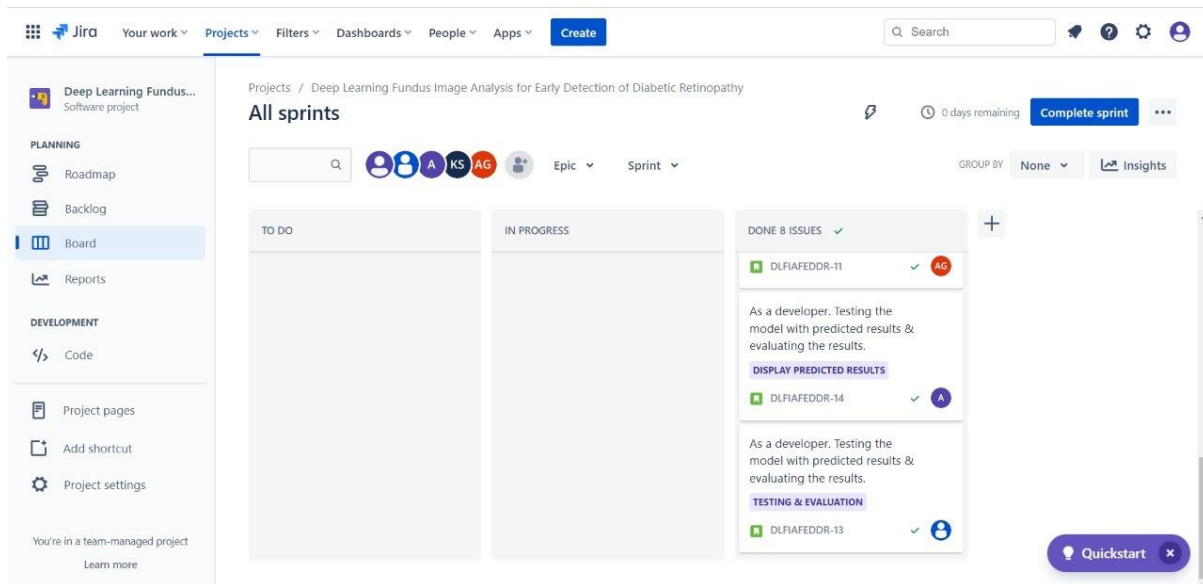 Jira Your work Projects Filters Dashboards People Apps Create Search
Deep Learning Fundus...
Software project
PLANNING
Roadmap
Backlog
Board
Reports
DEVELOPMENT
Code
Project pages
Add shortcut
Project settings
You're in a team-managed project
Learn more
Projects / Deep Learning Fundus Image Analysis for Early Detection of Diabetic Retinopathy
All sprints
0 days remaining Complete sprint
A KS AG Epic Sprint GROUP BY None Insights
TO DO
IN PROGRESS
DONE 8 ISSUES
DLFIAFEDDR-11 AG
As a developer. Testing the
model with predicted results &
evaluating the results.
DISPLAY PREDICTED RESULTS
DLFIAFEDDR-14 A
As a developer. Testing the
model with predicted results &
evaluating the results.
TESTING & EVALUATION
DLFIAFEDDR-13
Quickstart